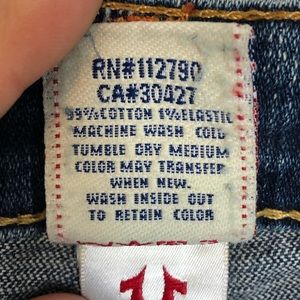 RN#112790
CA#30427
99%COTTON 1%ELASTIC
MACHINE WASH COLD
TUMBLE DRY MEDIUM
COLOR MAY TRANSFER
WHEN NEW.
WASH INSIDE OUT
TO RETAIN COLOR